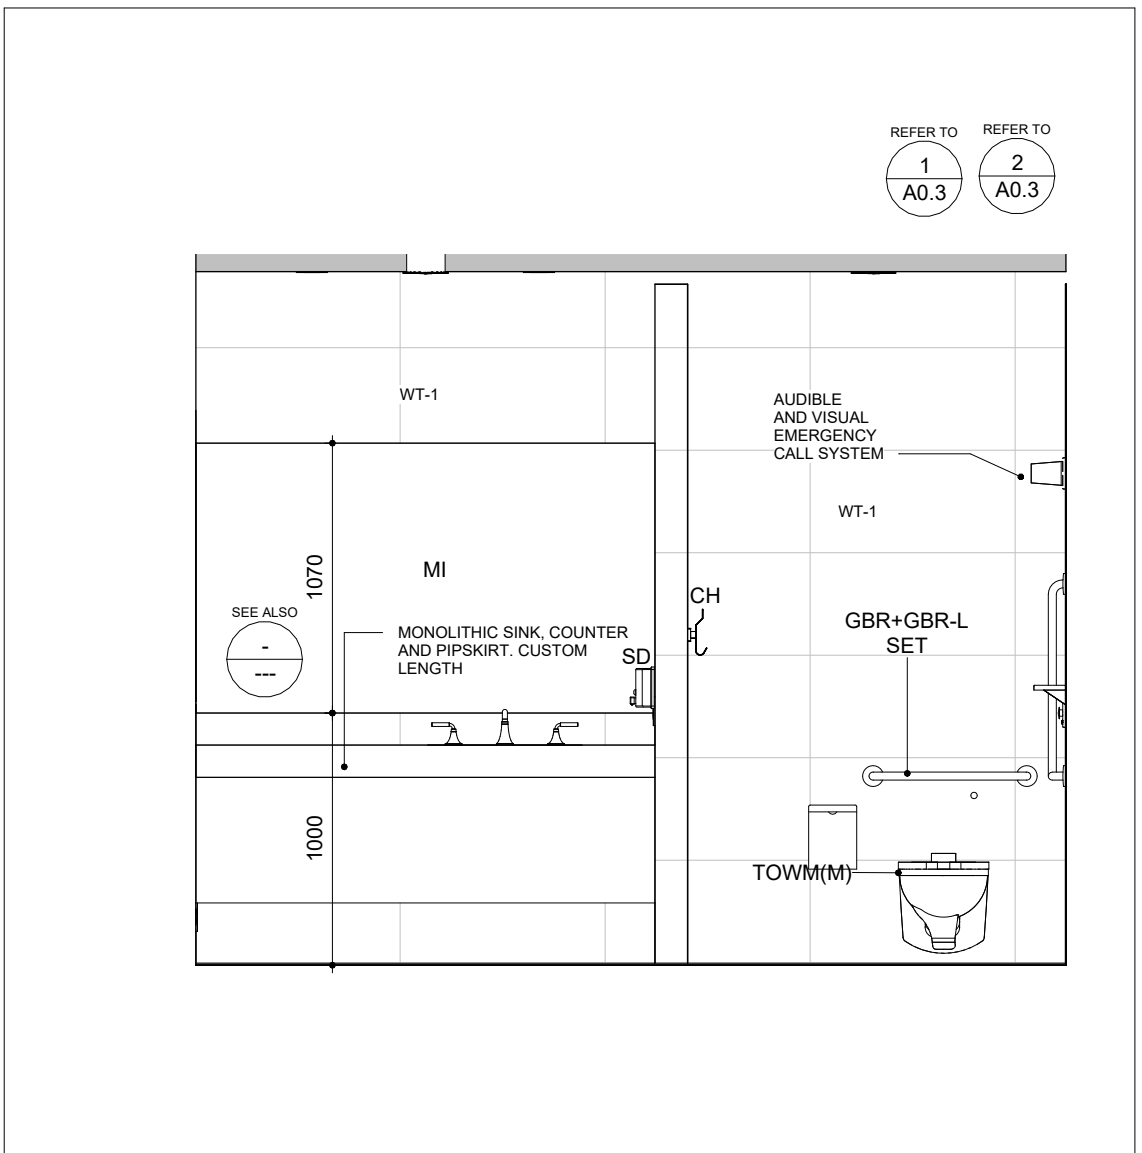 REFER TO
1
A0.3
REFER TO
2
A0.3
WT-1
AUDIBLE
AND VISUAL
EMERGENCY
CALL SYSTEM
WT-1
1070
MI
CH
SEE ALSO
-
---
MONOLITHIC SINK, COUNTER
AND PIPSKIRT. CUSTOM
LENGTH
SD
GBR+GBR-L
SET
1000
TOWM(M)